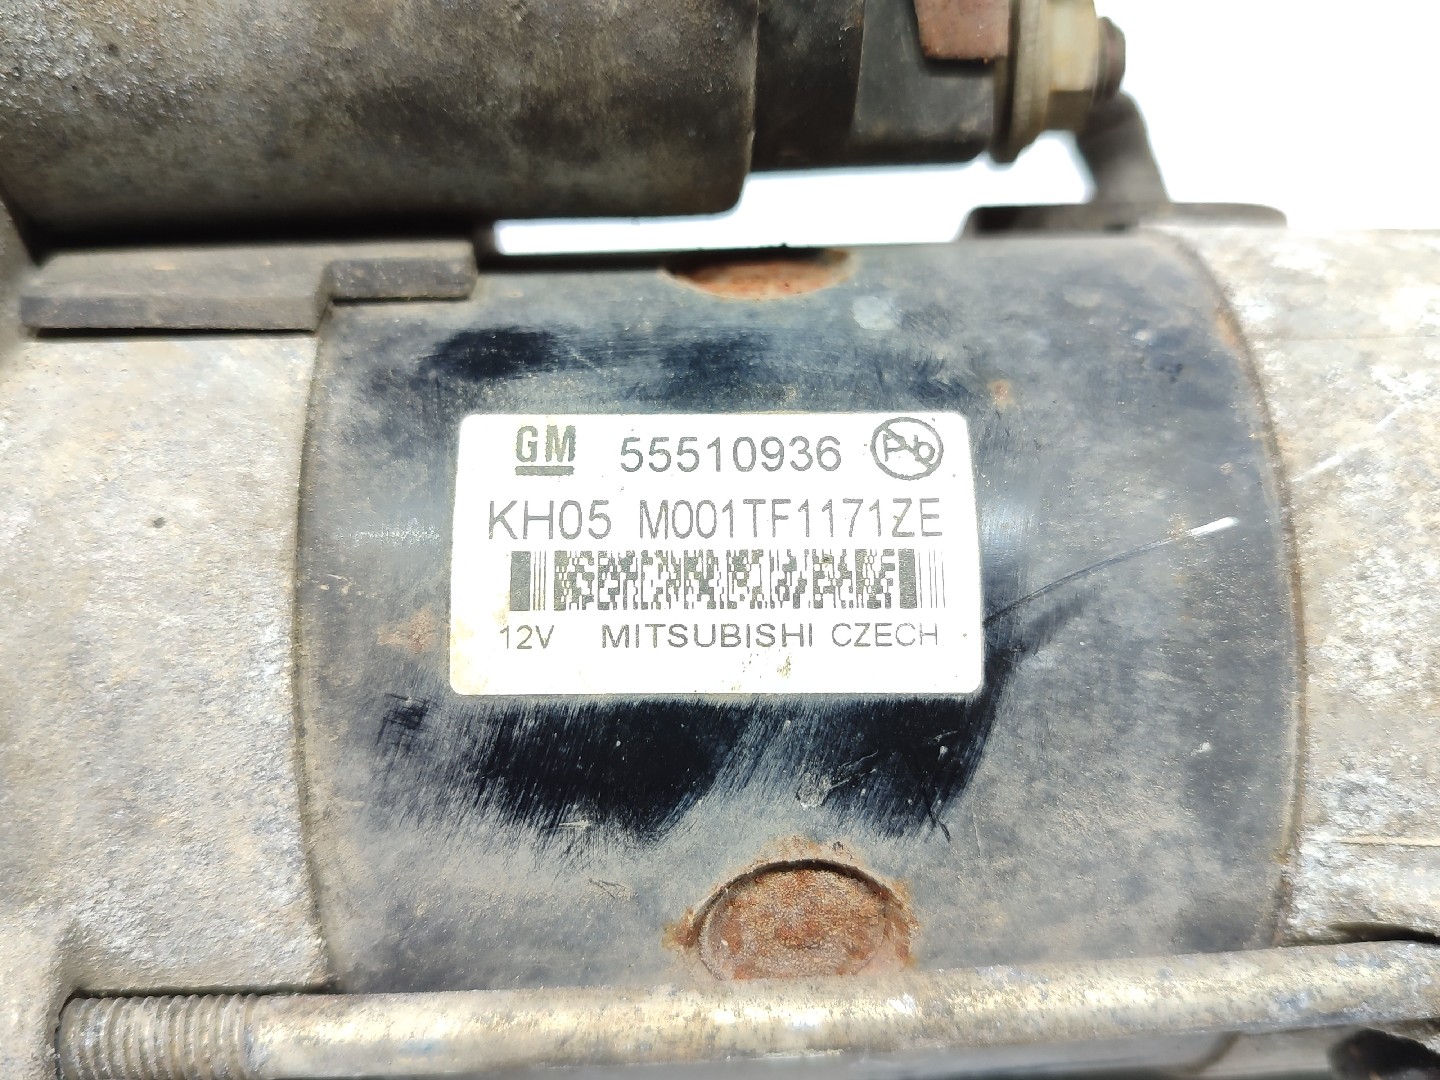 GM 55510936 Pb
KH05 M001TF1171ZE
12V MITSUBISHI CZECH